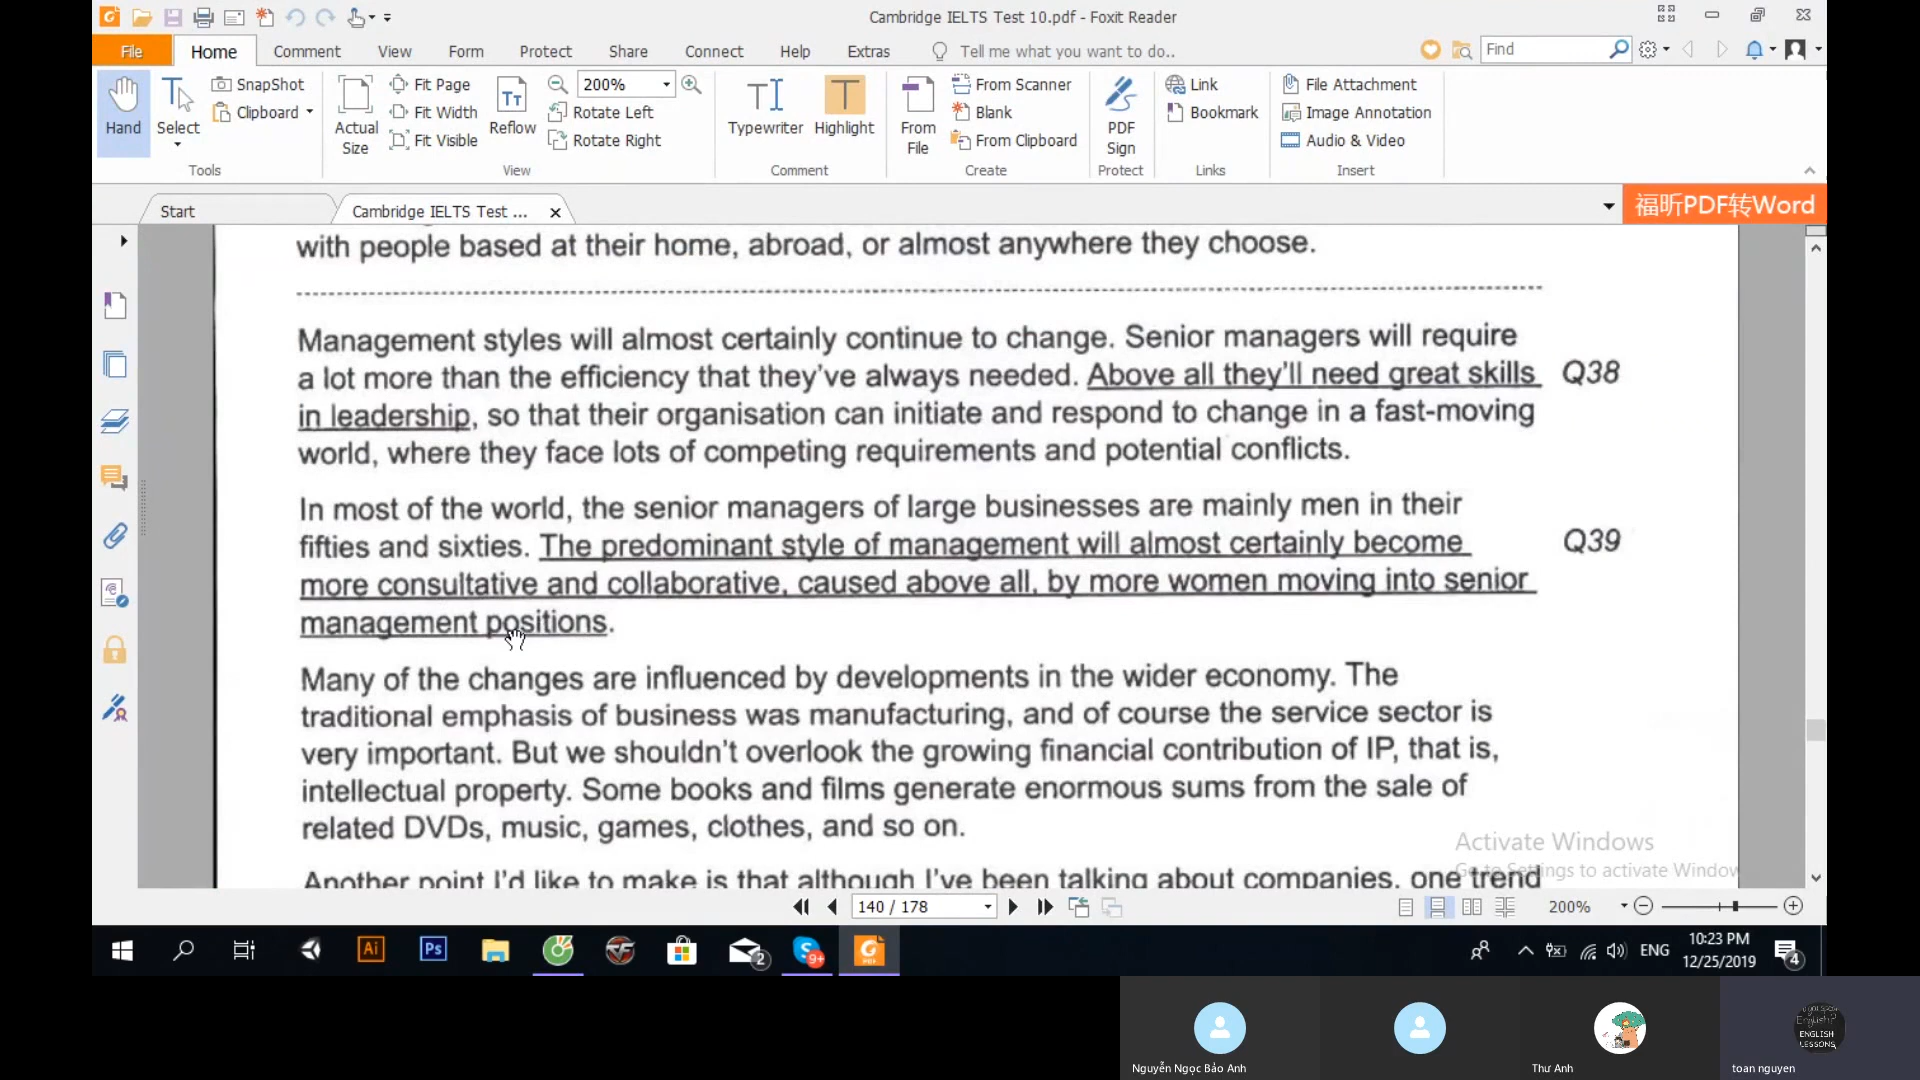 Cambridge IELTS Test 10.pdf - Foxit Reader
File Home Comment View Form Protect Share Connect Help Extras Tell me what you want to do.. Find
Hand
Select
SnapShot
Clipboard
Tools
Actual Size
Fit Page
Fit Width
Fit Visible
Reflow
200%
Rotate Left
Rotate Right
View
Typewriter
Highlight
Comment
From File
From Scanner
Blank
From Clipboard
Create
PDF Sign
Protect
Link
Bookmark
Links
File Attachment
Image Annotation
Audio & Video
Insert
Start
Cambridge IELTS Test ...
福昕PDF转Word
with people based at their home, abroad, or almost anywhere they choose.
Management styles will almost certainly continue to change. Senior managers will require
a lot more than the efficiency that they've always needed. Above all they'll need great skills Q38
in leadership, so that their organisation can initiate and respond to change in a fast-moving
world, where they face lots of competing requirements and potential conflicts.
In most of the world, the senior managers of large businesses are mainly men in their
fifties and sixties. The predominant style of management will almost certainly become Q39
more consultative and collaborative, caused above all, by more women moving into senior
management positions.
Many of the changes are influenced by developments in the wider economy. The
traditional emphasis of business was manufacturing, and of course the service sector is
very important. But we shouldn't overlook the growing financial contribution of IP, that is,
intellectual property. Some books and films generate enormous sums from the sale of
related DVDs, music, games, clothes, and so on.
Another point I'd like to make is that although I've been talking about companies, one trend
Activate Windows
Go to Settings to activate Window
140 / 178
200%
Ai
Ps
2
9+
ENG
10:23 PM
12/25/2019
4
English
ENGLISH
LESSONS
Nguyễn Ngọc Bảo Anh
Thư Anh
toan nguyen